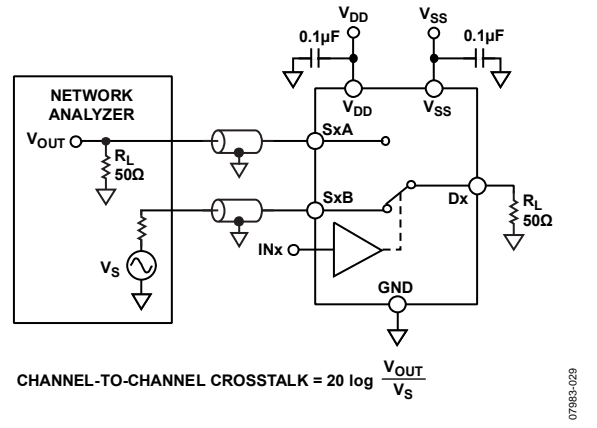 VDD
VSS
0.1µF
0.1µF
VDD
VSS
NETWORK
ANALYZER
VOUT
RL
50Ω
SxA
SxB
VS
INx
Dx
RL
50Ω
GND
CHANNEL-TO-CHANNEL CROSSTALK = 20 log VOUT
VS
07983-029